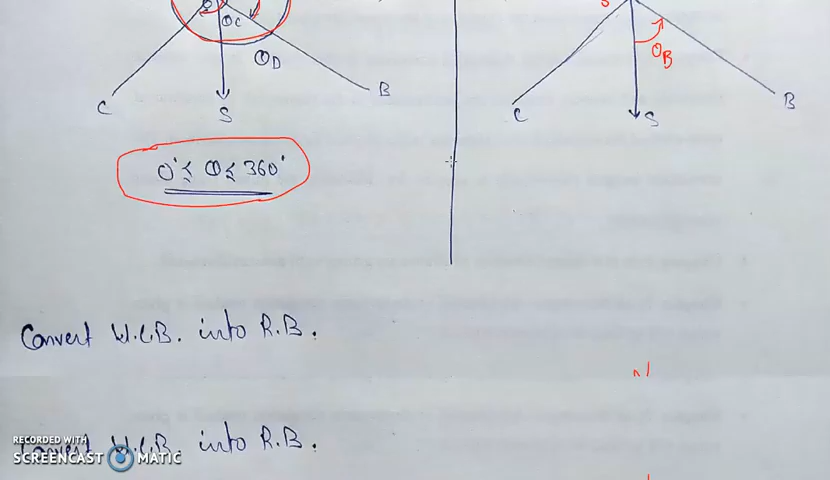 θ θC
θD
θB
C S B
C S B
0° ≤ θ ≤ 360°
Convert W.C.B. into R.B.
RECORDED WITH
Convert W.C.B into R.B.
SCREENCAST MATIC